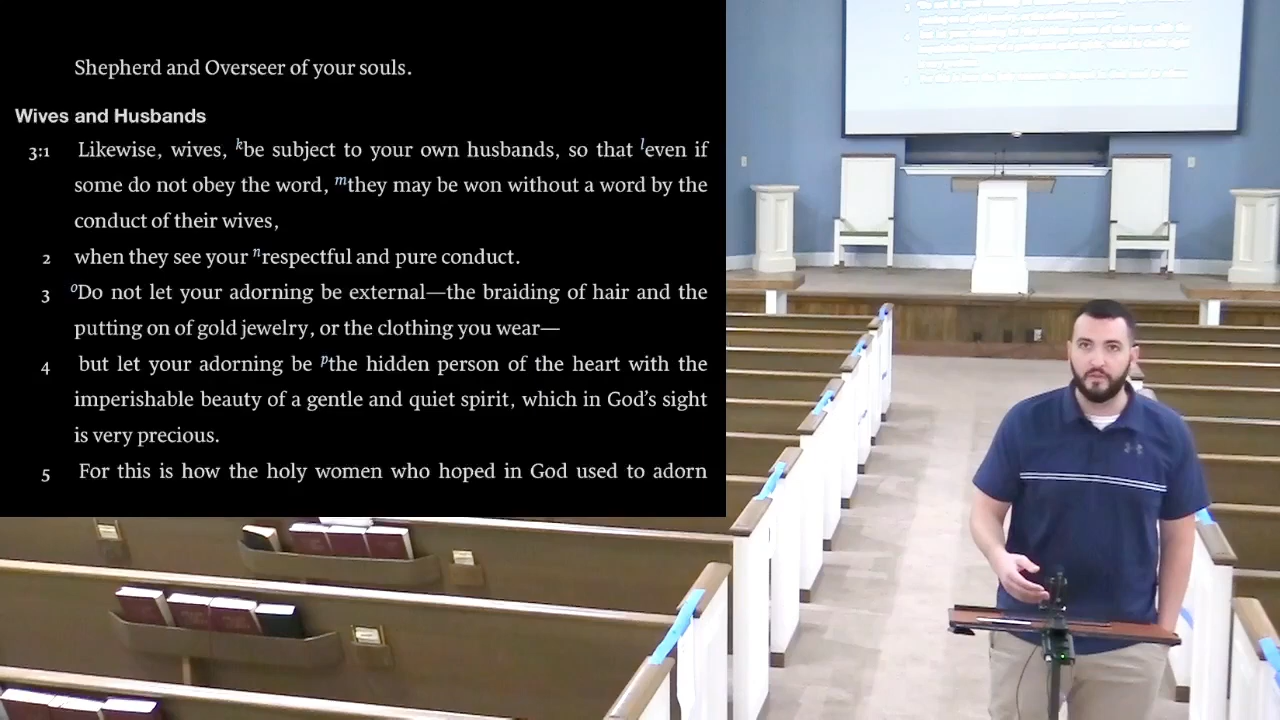 Shepherd and Overseer of your souls.
Wives and Husbands
3:1 Likewise, wives, kbe subject to your own husbands, so that leven if
some do not obey the word, mthey may be won without a word by the
conduct of their wives,
2 when they see your nrespectful and pure conduct.
3 oDo not let your adorning be external—the braiding of hair and the
putting on of gold jewelry, or the clothing you wear—
4 but let your adorning be pthe hidden person of the heart with the
imperishable beauty of a gentle and quiet spirit, which in God's sight
is very precious.
5 For this is how the holy women who hoped in God used to adorn